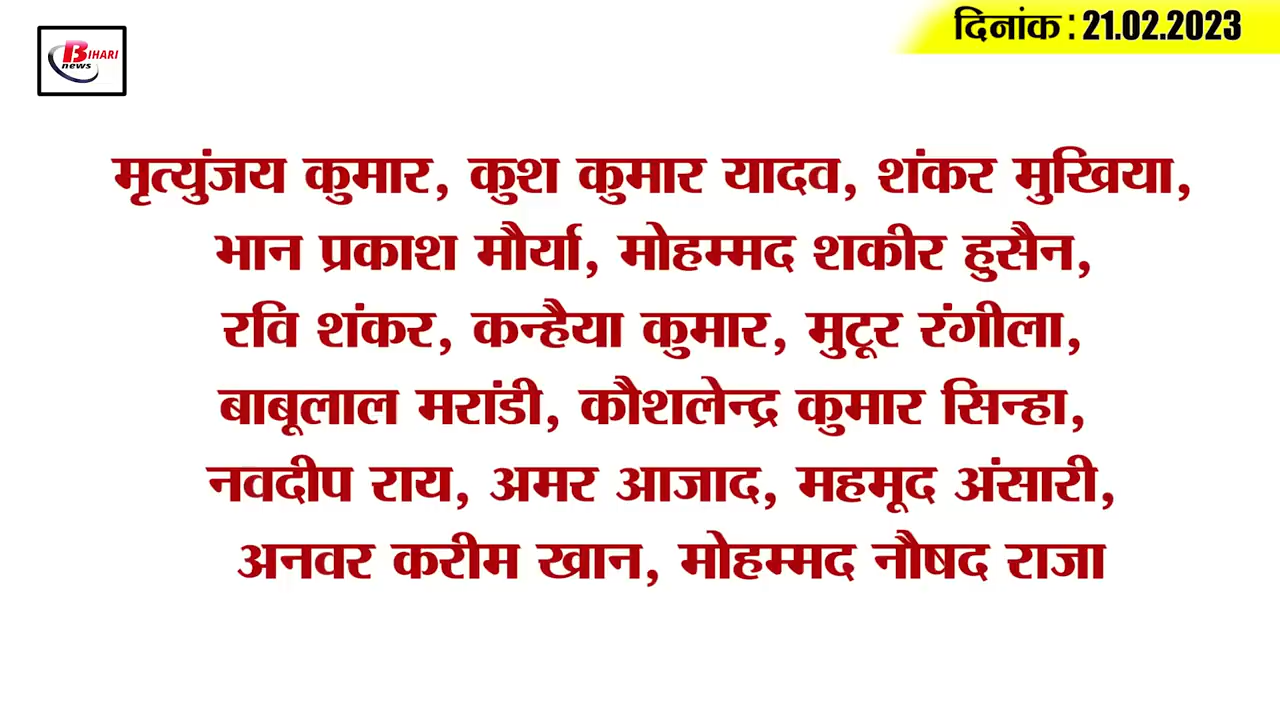 BIHARI
news
दिनांक : 21.02.2023
मृत्युंजय कुमार, कुश कुमार यादव, शंकर मुखिया,
भान प्रकाश मौर्या, मोहम्मद शकीर हुसैन,
रवि शंकर, कन्हैया कुमार, मुटूर रंगीला,
बाबूलाल मरांडी, कौशलेन्द्र कुमार सिन्हा,
नवदीप राय, अमर आजाद, महमूद अंसारी,
अनवर करीम खान, मोहम्मद नौषद राजा